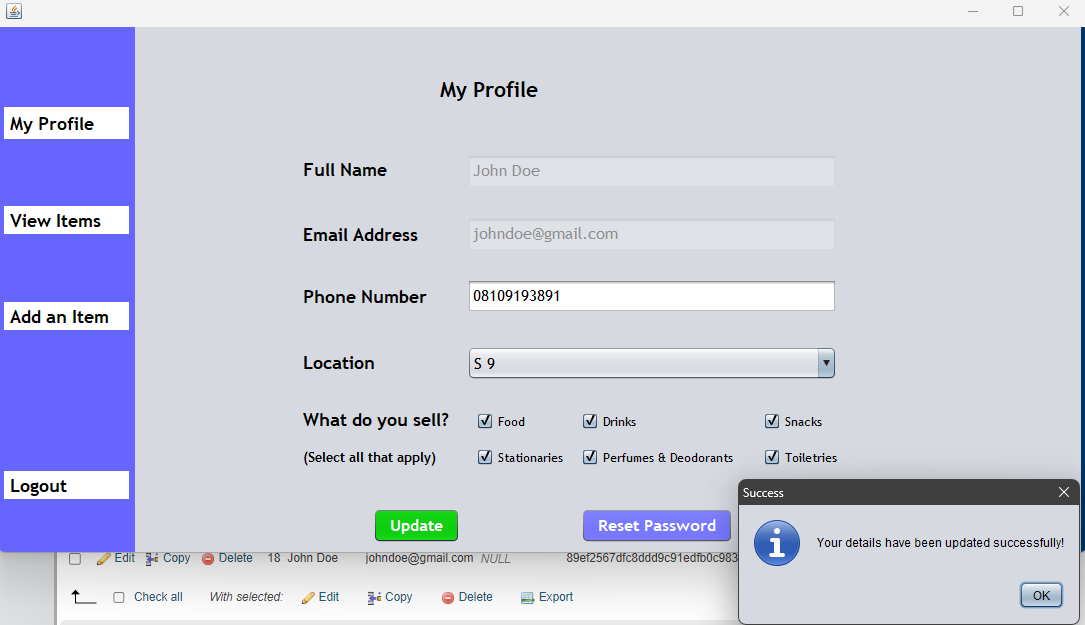 My Profile
My Profile
Full Name John Doe
View Items
Email Address johndoe@gmail.com
Phone Number 08109193891
Add an Item
Location S 9
What do you sell? Food Drinks Snacks
(Select all that apply) Stationaries Perfumes & Deodorants Toiletries
Logout
Update Reset Password
Success
Your details have been updated successfully!
OK
Edit Copy Delete 18 John Doe johndoe@gmail.com NULL 89ef2567dfc8ddd9c91edfb0c983
Check all With selected: Edit Copy Delete Export